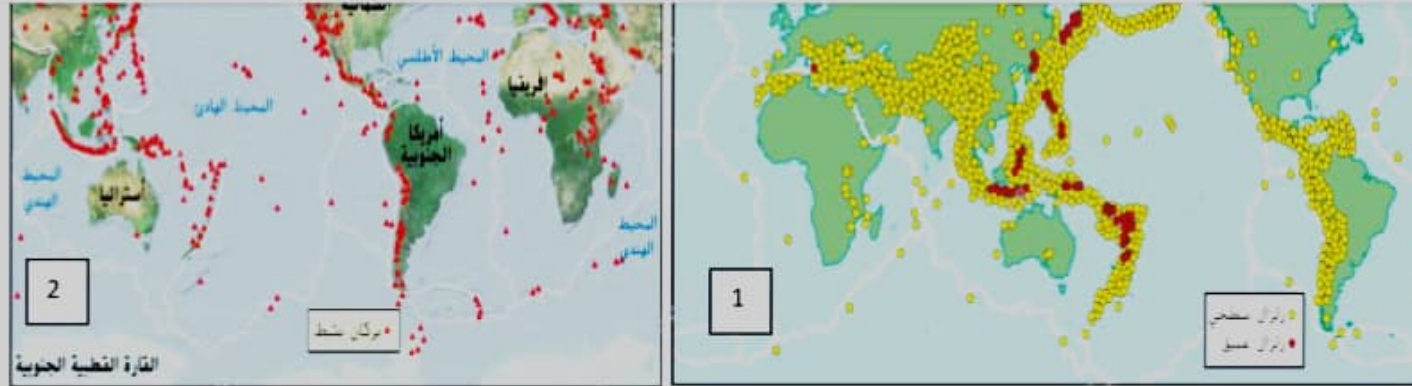 الشمالية
المحيط الأطلسي
إفريقيا
المحيط الهادئ
أمريكا
الجنوبية
المحيط
الهندي
أستراليا
المحيط
الهندي
2
بركان نشط
القارة القطبية الجنوبية
1
زلزال سطحي
زلزال عميق